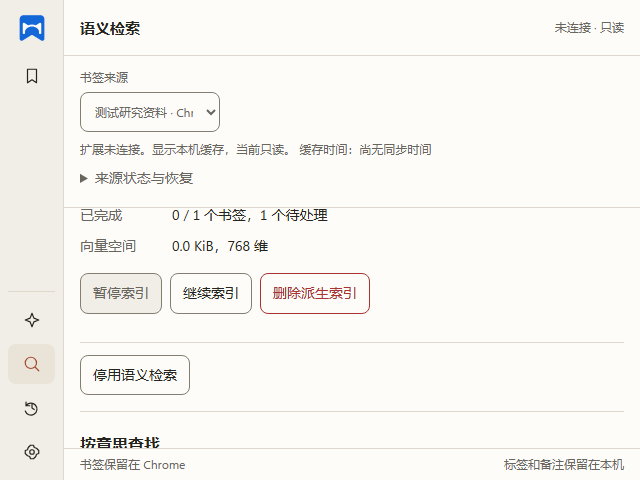 语义检索
未连接 · 只读
书签来源
测试研究资料 · Chr
扩展未连接。显示本机缓存，当前只读。 缓存时间：尚无同步时间
来源状态与恢复
已完成 0 / 1 个书签，1 个待处理
向量空间 0.0 KiB，768 维
暂停索引 继续索引 删除派生索引
停用语义检索
按意思查找
书签保留在 Chrome
标签和备注保留在本机